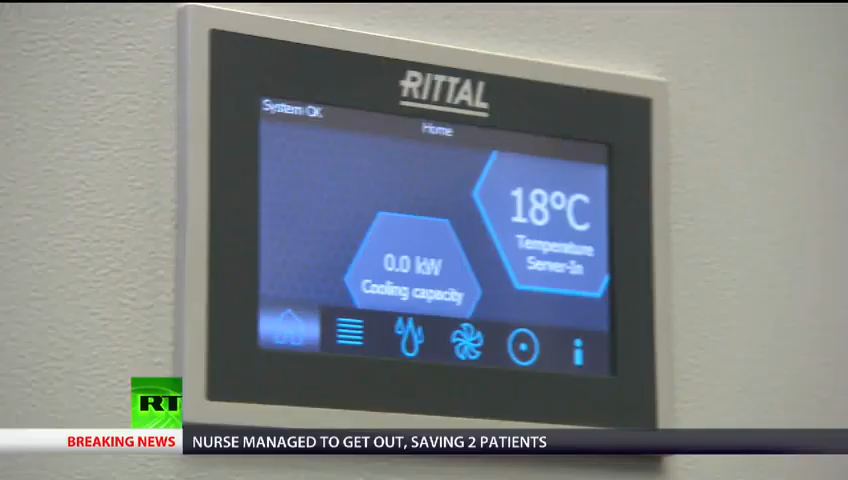 RITTAL
System OK
Home
18°C
Temperature
Server-In
0.0 kW
Cooling capacity
i
RT
BREAKING NEWS
NURSE MANAGED TO GET OUT, SAVING 2 PATIENTS